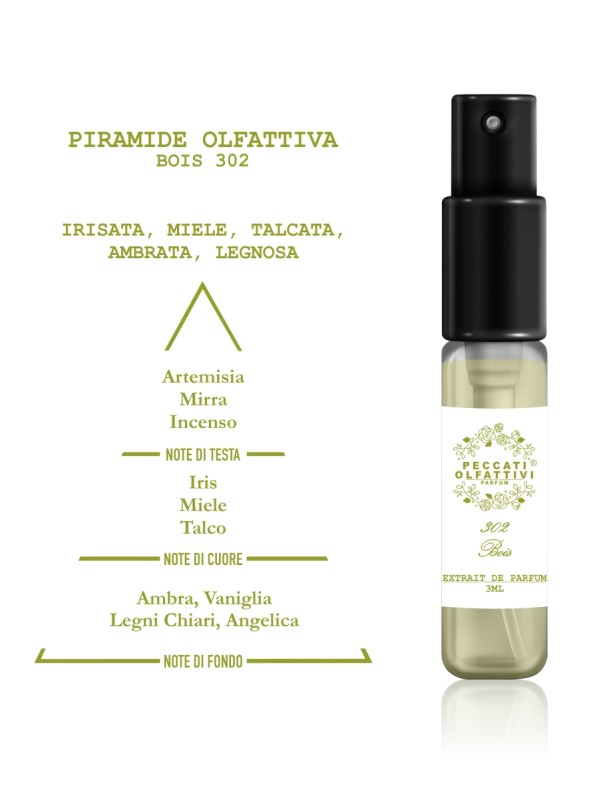 PIRAMIDE OLFATTIVA
BOIS 302
IRISATA, MIELE, TALCATA,
AMBRATA, LEGNOSA
Artemisia
Mirra
Incenso
NOTE DI TESTA
Iris
Miele
Talco
NOTE DI CUORE
Ambra, Vaniglia
Legni Chiari, Angelica
NOTE DI FONDO
PECCATI®
OLFATTIVI
PARFUM
302
Bois
EXTRAIT DE PARFUM
3ML